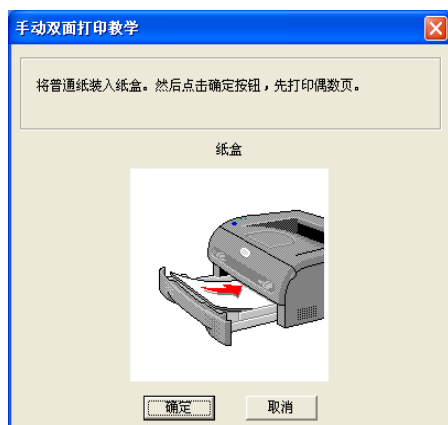 手动双面打印教学
将普通纸装入纸盒。然后点击确定按钮，先打印偶数页。
纸盒
确定
取消